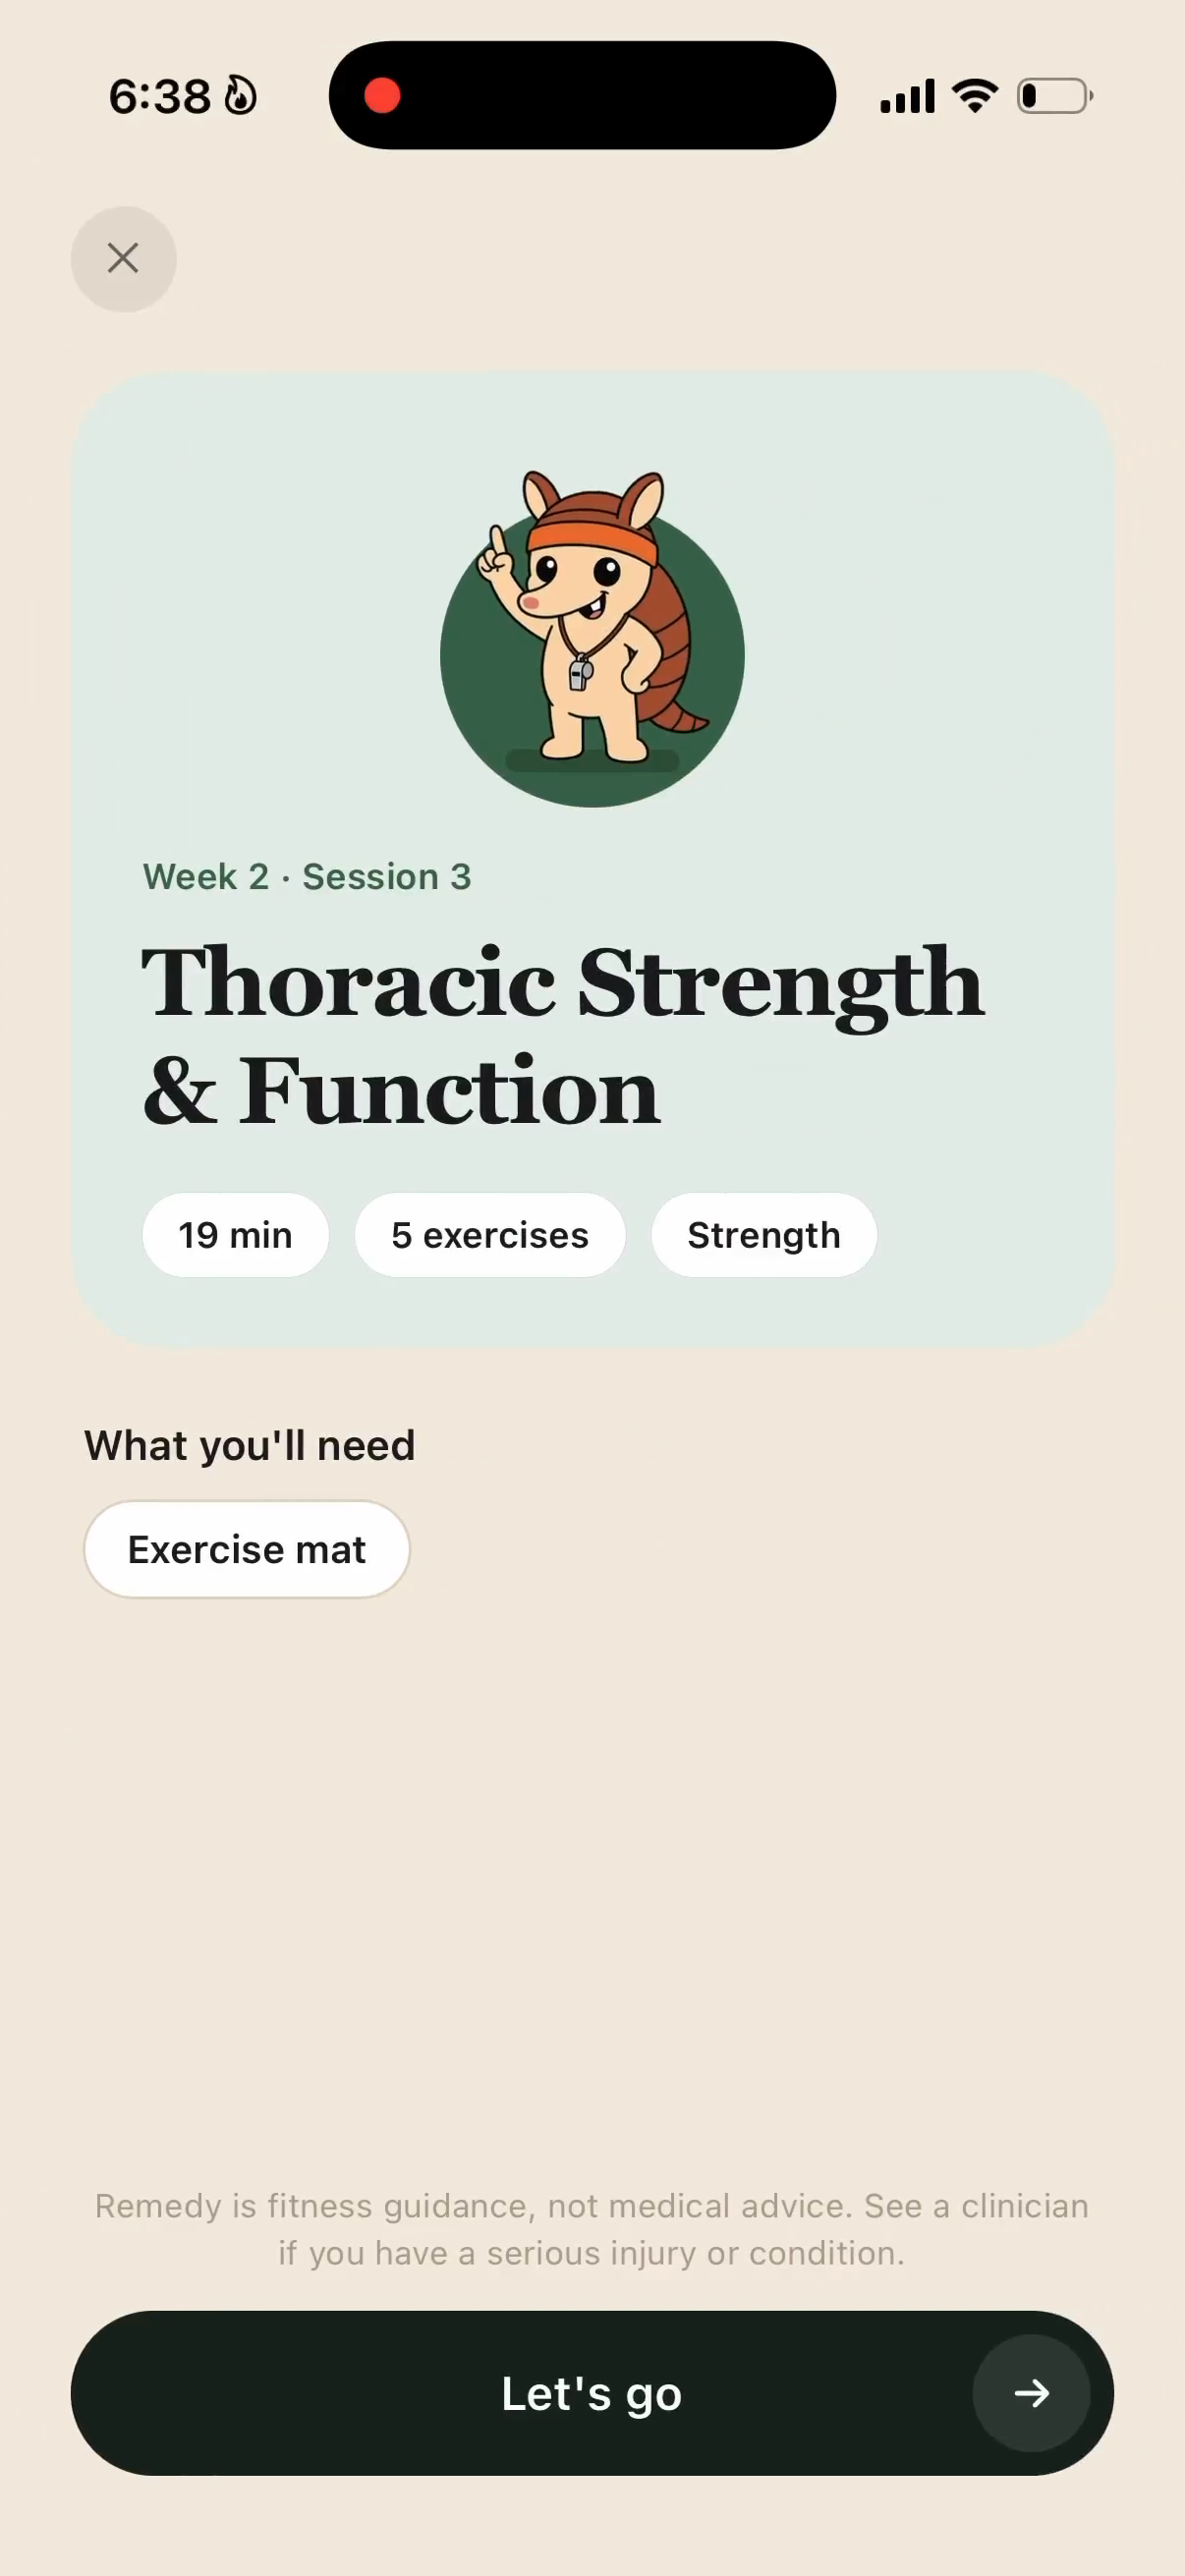 6:38
Week 2 · Session 3
Thoracic Strength
& Function
19 min
5 exercises
Strength
What you'll need
Exercise mat
Remedy is fitness guidance, not medical advice. See a clinician
if you have a serious injury or condition.
Let's go